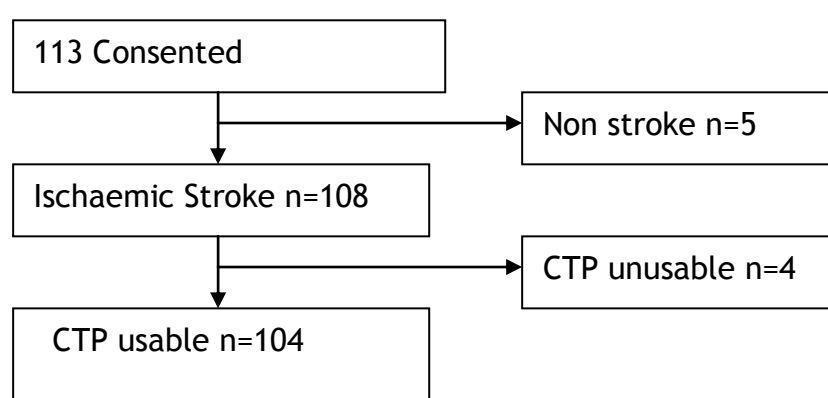 113 Consented
Non stroke n=5
Ischaemic Stroke n=108
CTP unusable n=4
CTP usable n=104